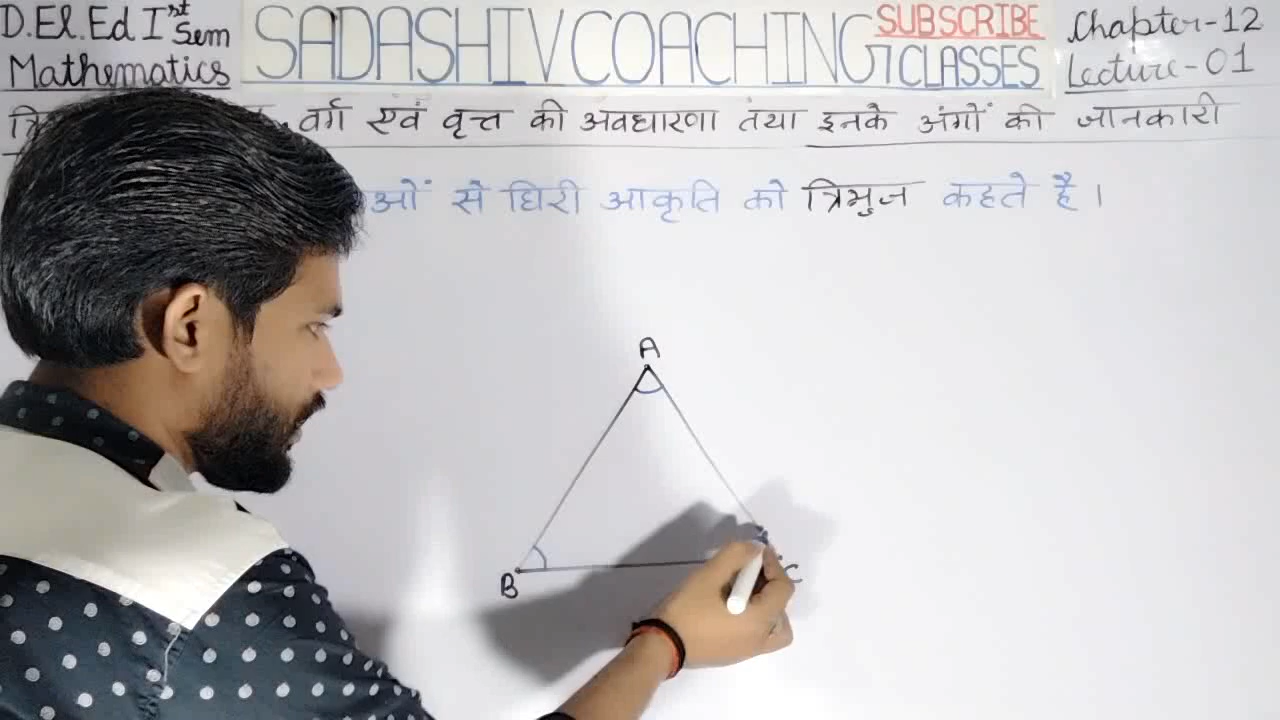 D.El.Ed Ist Sem
Mathematics
SADASHIV COACHING CLASSES
SUBSCRIBE
Chapter-12
Lecture-01
वर्ग एवं वृत्त की अवधारणा तथा इनके अंगों की जानकारी
से घिरी आकृति को त्रिभुज कहते है।
A
B
C